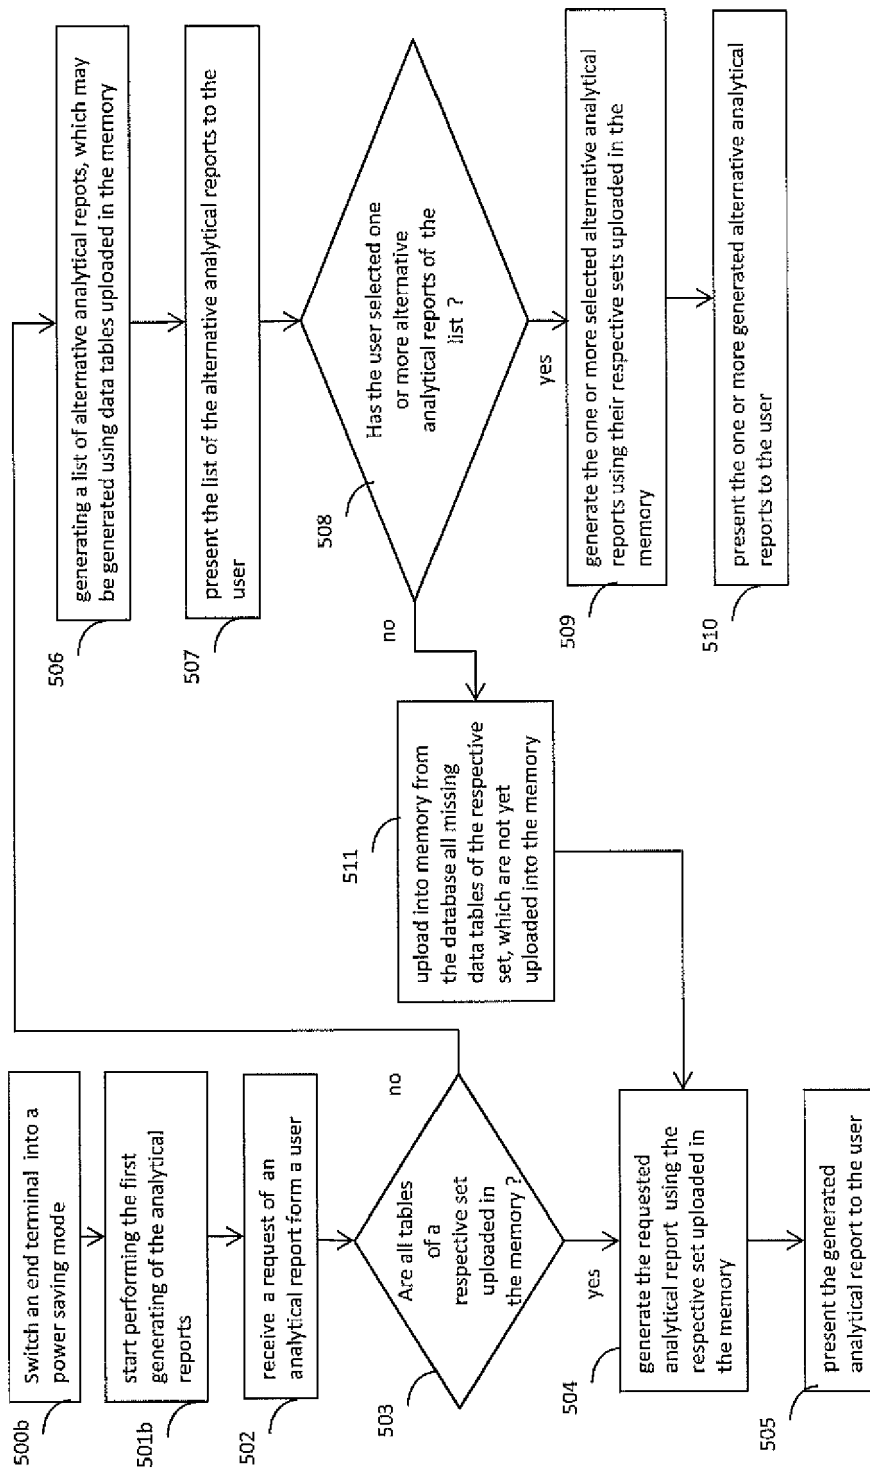 Switch an end terminal into a
power saving mode
500b
start performing the first
generating of the analytical
reports
501b
receive a request of an
analytical report form a user
502
Are all tables
of a
respective set
uploaded in
the memory ?
503
no
yes
generate the requested
analytical report using the
respective set uploaded in
the memory
504
present the generated
analytical report to the user
505
generating a list of alternative analytical repots, which may
be generated using data tables uploaded in the memory
506
present the list of the alternative analytical reports to the
user
507
Has the user selected one
or more alternative
analytical reports of the
list ?
508
no
yes
generate the one or more selected alternative analytical
reports using their respective sets uploaded in the
memory
509
present the one or more generated alternative analytical
reports to the user
510
upload into memory from
the database all missing
data tables of the respective
set, which are not yet
uploaded into the memory
511